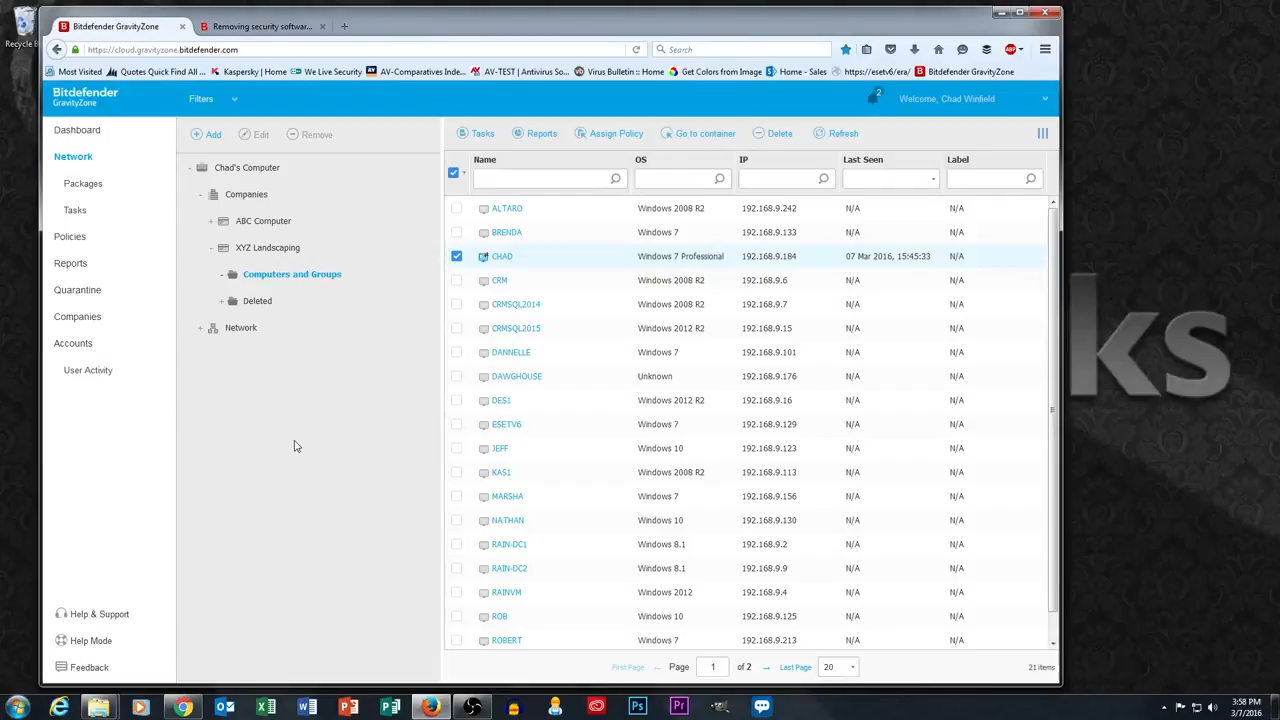 Recycle
Bitdefender GravityZone
Removing security softwar...
https://cloud.gravityzone.bitdefender.com
Search
Most Visited
Quotes Quick Find All ...
Kaspersky | Home
We Live Security
AV-Comparatives Inde...
AV-TEST | Antivirus So...
Virus Bulletin :: Home
Get Colors from Image
Home - Sales
https://esetv6/era/
Bitdefender GravityZone
Bitdefender
GravityZone
Filters
2
Welcome, Chad Winfield
Dashboard
Network
Packages
Tasks
Policies
Reports
Quarantine
Companies
Accounts
User Activity
Help & Support
Help Mode
Feedback
Add Edit Remove
Chad's Computer
Companies
ABC Computer
XYZ Landscaping
Computers and Groups
Deleted
Network
Tasks Reports Assign Policy Go to container Delete Refresh
Name OS IP Last Seen Label
ALTARO Windows 2008 R2 192.168.9.242 N/A N/A
BRENDA Windows 7 192.168.9.133 N/A N/A
CHAD Windows 7 Professional 192.168.9.184 07 Mar 2016, 15:45:33 N/A
CRM Windows 2008 R2 192.168.9.6 N/A N/A
CRMSQL2014 Windows 2008 R2 192.168.9.7 N/A N/A
CRMSQL2015 Windows 2012 R2 192.168.9.15 N/A N/A
DANNELLE Windows 7 192.168.9.101 N/A N/A
DAWGHOUSE Unknown 192.168.9.176 N/A N/A
DES1 Windows 2012 R2 192.168.9.16 N/A N/A
ESETV6 Windows 7 192.168.9.129 N/A N/A
JEFF Windows 10 192.168.9.123 N/A N/A
KAS1 Windows 2008 R2 192.168.9.113 N/A N/A
MARSHA Windows 7 192.168.9.156 N/A N/A
NATHAN Windows 10 192.168.9.130 N/A N/A
RAIN-DC1 Windows 8.1 192.168.9.2 N/A N/A
RAIN-DC2 Windows 8.1 192.168.9.9 N/A N/A
RAINVM Windows 2012 192.168.9.4 N/A N/A
ROB Windows 10 192.168.9.125 N/A N/A
ROBERT Windows 7 192.168.9.213 N/A N/A
First Page ← Page 1 of 2 → Last Page 20 21 items
ks
3:58 PM
3/7/2016